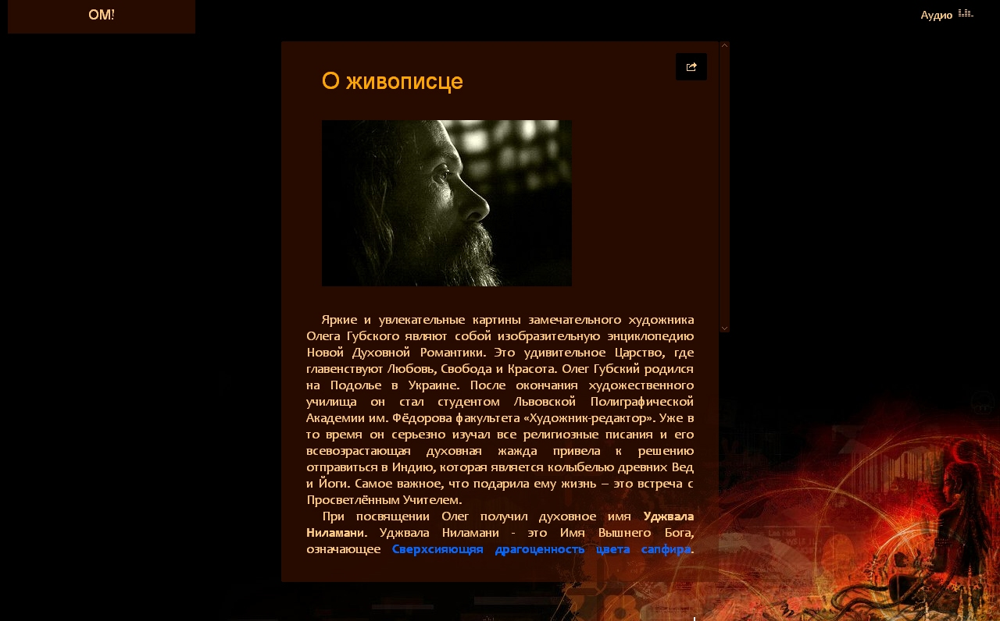 ОМ!
Аудио
О живописце
Яркие и увлекательные картины замечательного художника
Олега Губского являют собой изобразительную энциклопедию
Новой Духовной Романтики. Это удивительное Царство, где
главенствуют Любовь, Свобода и Красота. Олег Губский родился
на Подолье в Украине. После окончания художественного
училища он стал студентом Львовской Полиграфической
Академии им. Фёдорова факультета «Художник-редактор». Уже в
то время он серьезно изучал все религиозные писания и его
всевозрастающая духовная жажда привела к решению
отправиться в Индию, которая является колыбелью древних Вед
и Йоги. Самое важное, что подарила ему жизнь – это встреча с
Просветлённым Учителем.
При посвящении Олег получил духовное имя Уджвала
Ниламани. Уджвала Ниламани - это Имя Вышнего Бога,
означающее Сверхсияющяя драгоценность цвета сапфира.